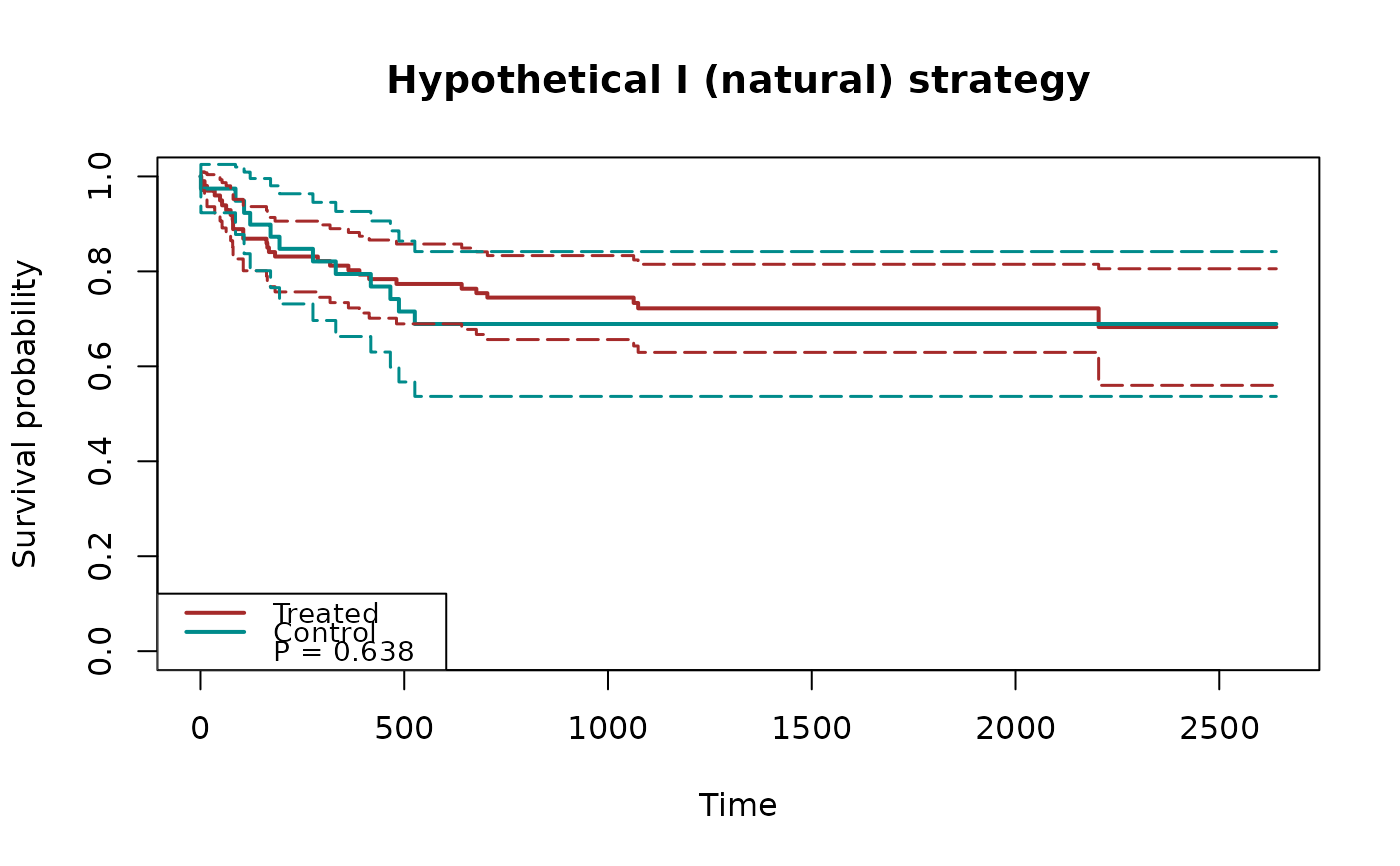 Hypothetical I (natural) strategy
Survival probability
1.0
0.8
0.6
0.4
0.2
0.0
Treated
Control
P = 0.638
0 500 1000 1500 2000 2500
Time